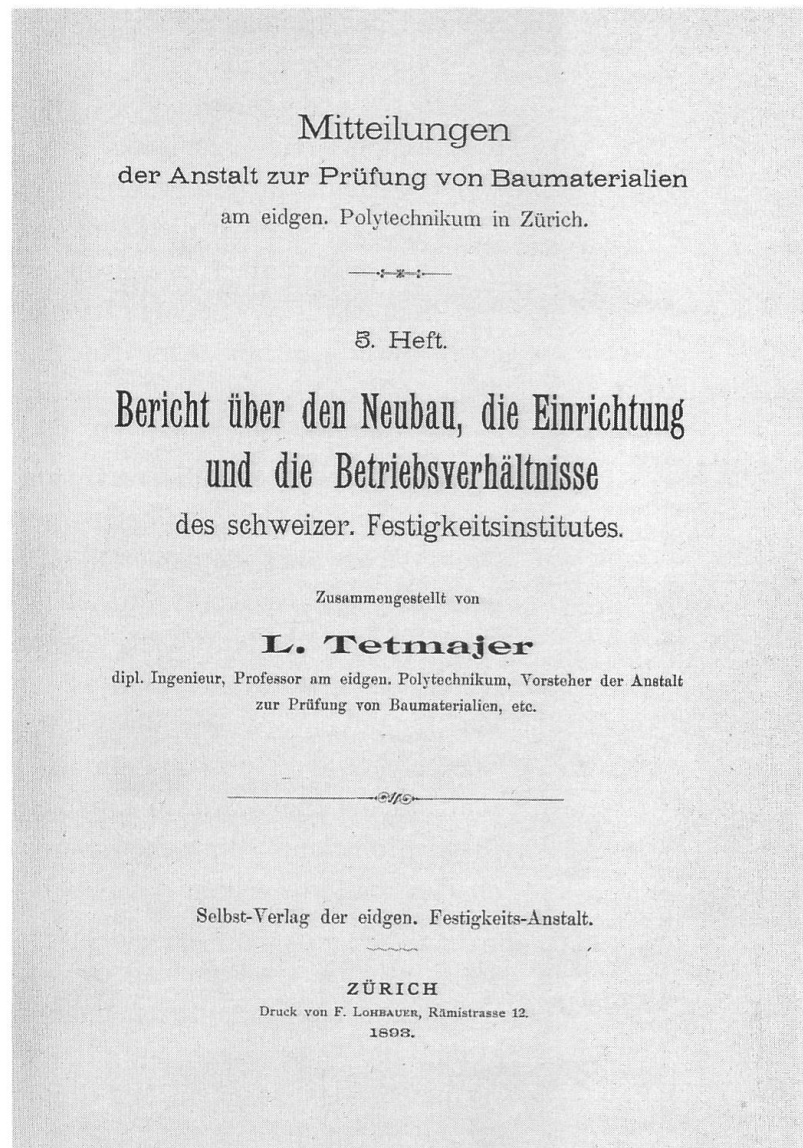 Mitteilungen
der Anstalt zur Prüfung von Baumaterialien
am eidgen. Polytechnikum in Zürich.
5. Heft.
Bericht über den Neubau, die Einrichtung
und die Betriebsverhältnisse
des schweizer. Festigkeitsinstitutes.
Zusammengestellt von
L. Tetmajer
dipl. Ingenieur, Professor am eidgen. Polytechnikum, Vorsteher der Anstalt
zur Prüfung von Baumaterialien, etc.
Selbst-Verlag der eidgen. Festigkeits-Anstalt.
ZÜRICH
Druck von F. LOHBAUER, Rämistrasse 12.
1893.